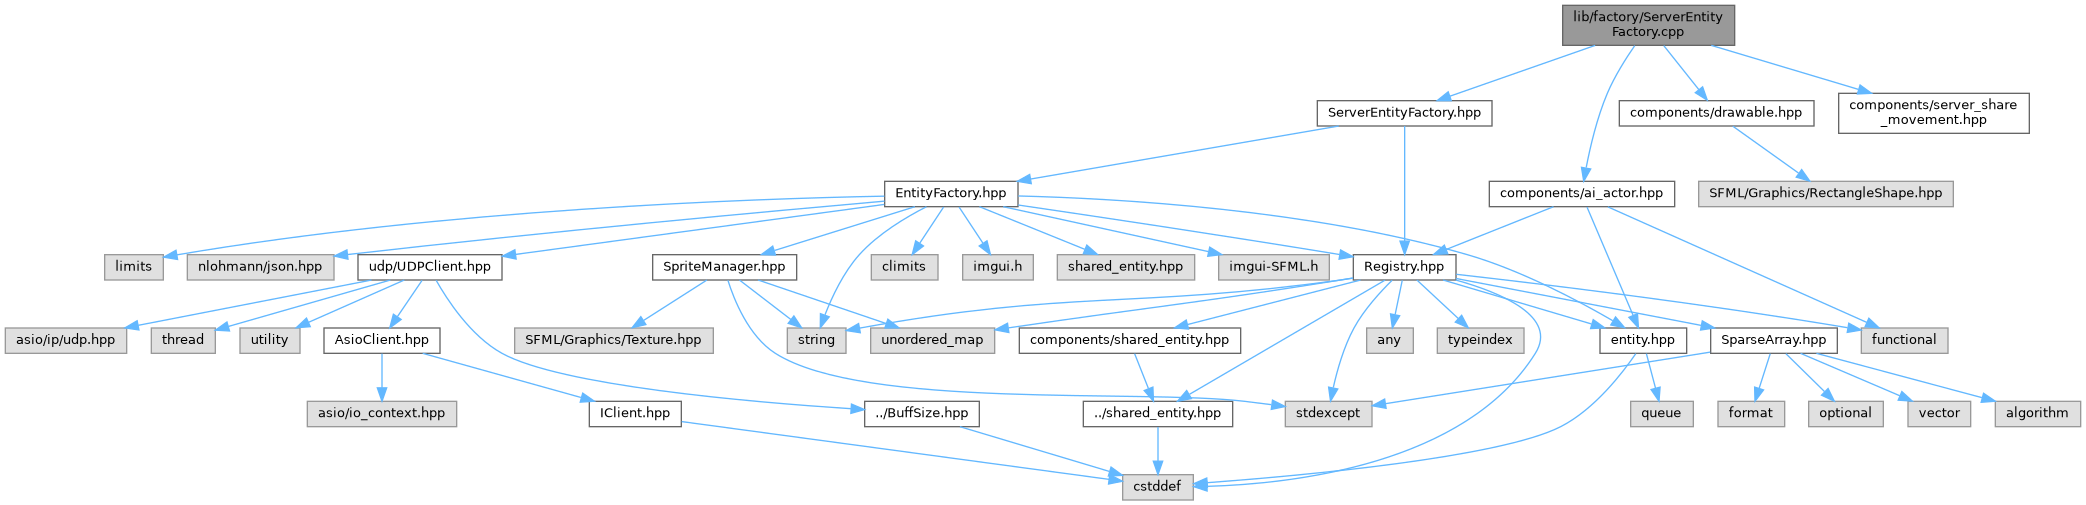 lib/factory/ServerEntity
Factory.cpp
ServerEntityFactory.hpp
components/drawable.hpp
components/server_share
_movement.hpp
EntityFactory.hpp
components/ai_actor.hpp
SFML/Graphics/RectangleShape.hpp
limits
nlohmann/json.hpp
udp/UDPClient.hpp
SpriteManager.hpp
climits
imgui.h
shared_entity.hpp
imgui-SFML.h
Registry.hpp
asio/ip/udp.hpp
thread
utility
AsioClient.hpp
SFML/Graphics/Texture.hpp
string
unordered_map
components/shared_entity.hpp
any
typeindex
entity.hpp
SparseArray.hpp
functional
asio/io_context.hpp
IClient.hpp
../BuffSize.hpp
../shared_entity.hpp
stdexcept
queue
format
optional
vector
algorithm
cstddef